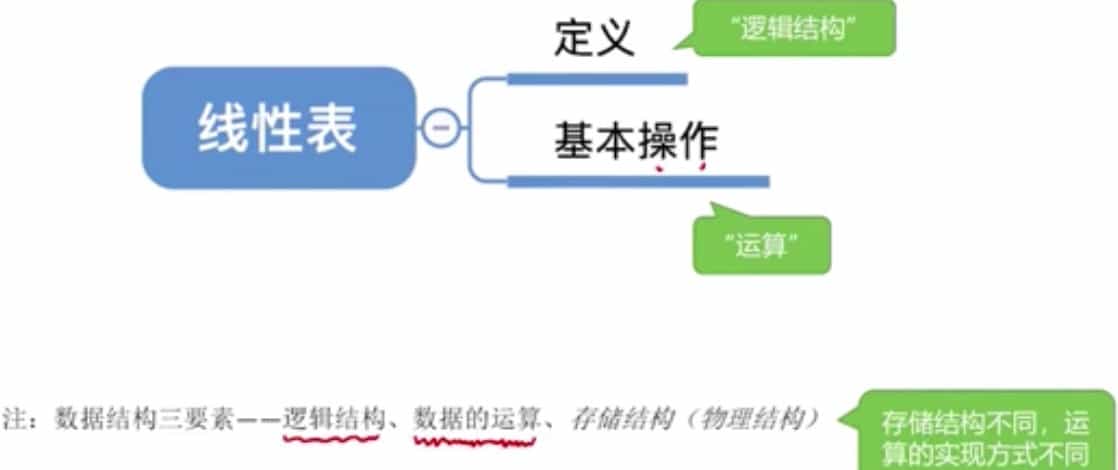 定义
“逻辑结构”
线性表
基本操作
“运算”
注：数据结构三要素——逻辑结构、数据的运算、存储结构（物理结构）
存储结构不同，运
算的实现方式不同